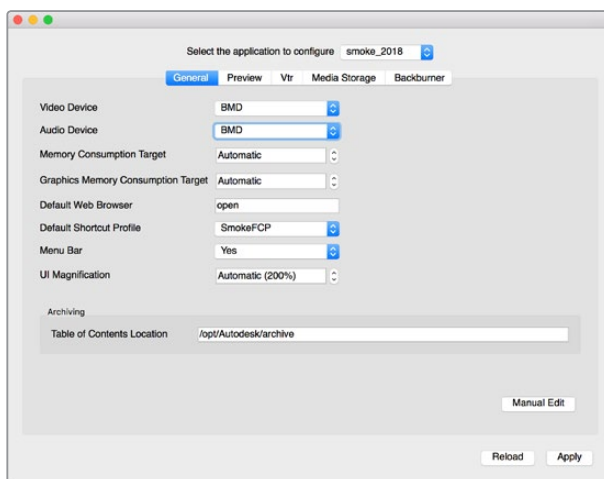 Select the application to configure smoke_2018
General Preview Vtr Media Storage Backburner
Video Device BMD
Audio Device BMD
Memory Consumption Target Automatic
Graphics Memory Consumption Target Automatic
Default Web Browser open
Default Shortcut Profile SmokeFCP
Menu Bar Yes
UI Magnification Automatic (200%)
Archiving
Table of Contents Location /opt/Autodesk/archive
Manual Edit
Reload Apply